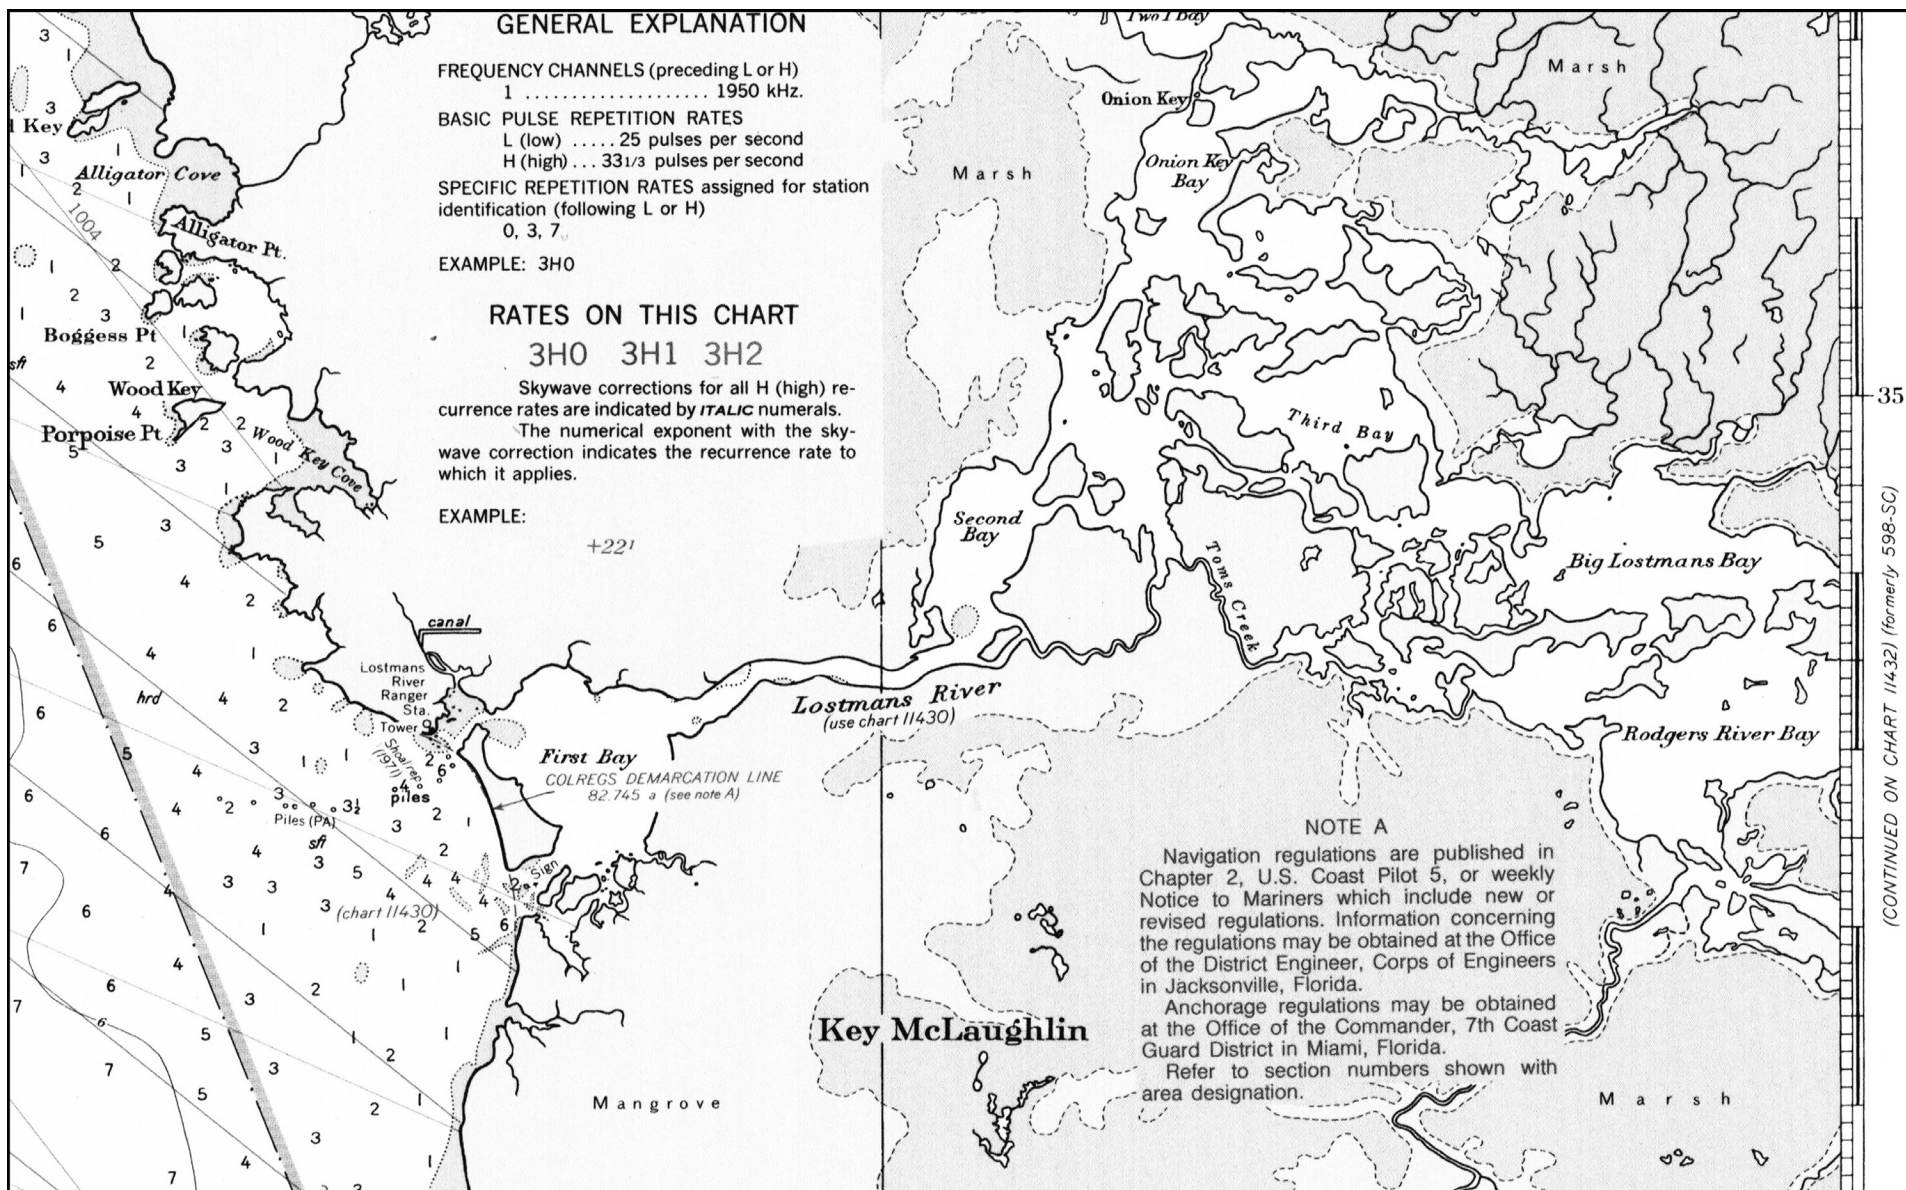 GENERAL EXPLANATION
FREQUENCY CHANNELS (preceding L or H)
1 .................... 1950 kHz.
BASIC PULSE REPETITION RATES
L (low) ..... 25 pulses per second
H (high) ... 33 1/3 pulses per second
SPECIFIC REPETITION RATES assigned for station
identification (following L or H)
0, 3, 7
EXAMPLE: 3H0
RATES ON THIS CHART
3H0 3H1 3H2
Skywave corrections for all H (high) re-
currence rates are indicated by ITALIC numerals.
The numerical exponent with the sky-
wave correction indicates the recurrence rate to
which it applies.
EXAMPLE:
+22¹
Key
Alligator Cove
1004
Alligator Pt.
Boggess Pt
sft
Wood Key
Porpoise Pt
Wood Key Cove
hrd
canal
Lostmans
River
Ranger
Sta.
Tower
Shoal rep
(1971)
piles
Piles (PA)
sft
(chart 11430)
Sign
First Bay
COLREGS DEMARCATION LINE
82.745 a (see note A)
Lostmans River
(use chart 11430)
Mangrove
Key McLaughlin
Two I Bay
Marsh
Onion Key
Onion Key
Bay
Marsh
Third Bay
Second
Bay
Toms Creek
Big Lostmans Bay
Rodgers River Bay
35
(CONTINUED ON CHART 11432) (formerly 598-SC)
NOTE A
Navigation regulations are published in
Chapter 2, U.S. Coast Pilot 5, or weekly
Notice to Mariners which include new or
revised regulations. Information concerning
the regulations may be obtained at the Office
of the District Engineer, Corps of Engineers
in Jacksonville, Florida.
Anchorage regulations may be obtained
at the Office of the Commander, 7th Coast
Guard District in Miami, Florida.
Refer to section numbers shown with
area designation.
Marsh